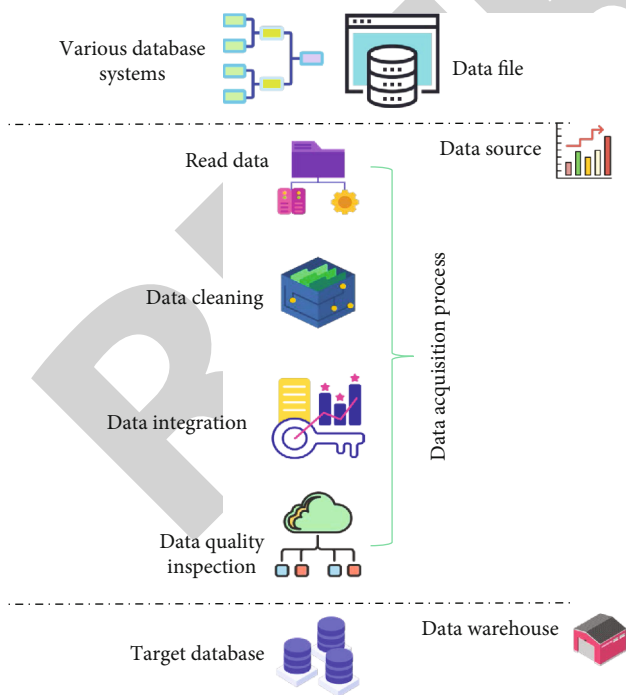 Various database
systems
Data file
Data source
Read data
Data cleaning
Data acquisition process
Data integration
Data quality
inspection
Data warehouse
Target database